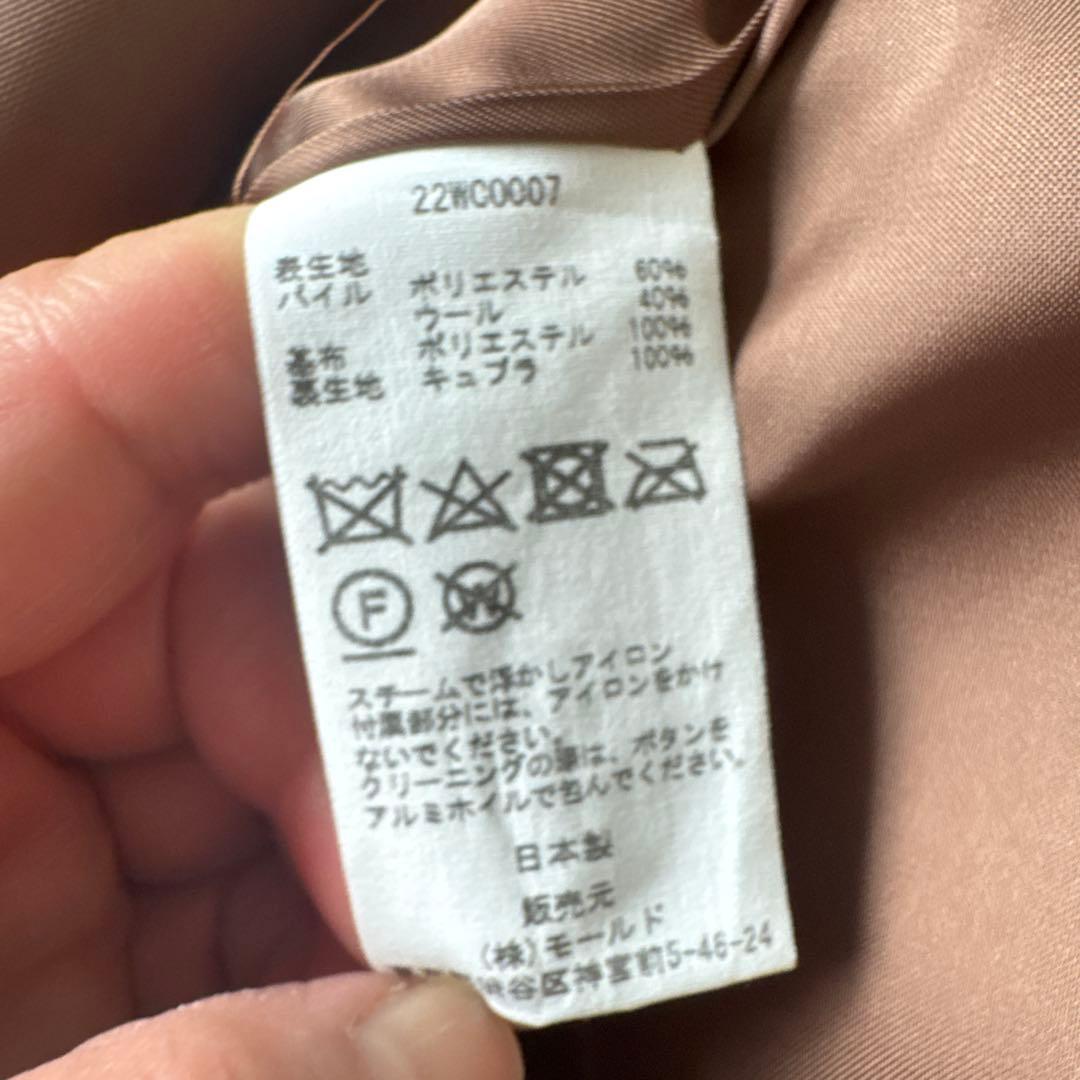 22WC0007
表生地
パイル ポリエステル 60%
ウール 40%
基布 ポリエステル 100%
裏生地 キュプラ 100%
F
W
スチームで浮かしアイロン
付属部分には、アイロンをかけ
ないでください。
クリーニングの際は、ボタンを
アルミホイルで包んでください。
日本製
販売元
(株)モールド
渋谷区神宮前5-46-24